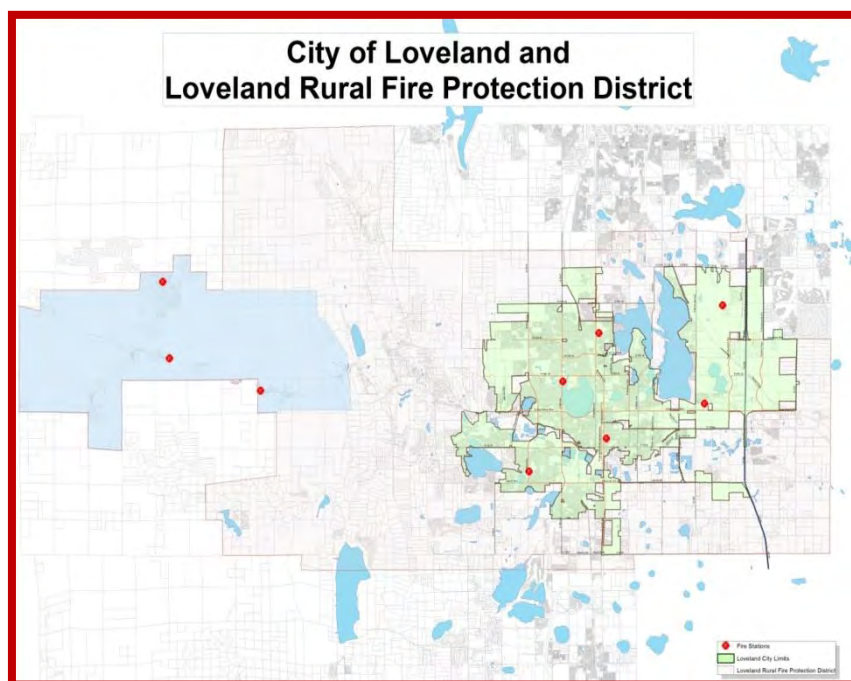 City of Loveland and
Loveland Rural Fire Protection District
Fire Stations
Loveland City Limits
Loveland Rural Fire Protection District